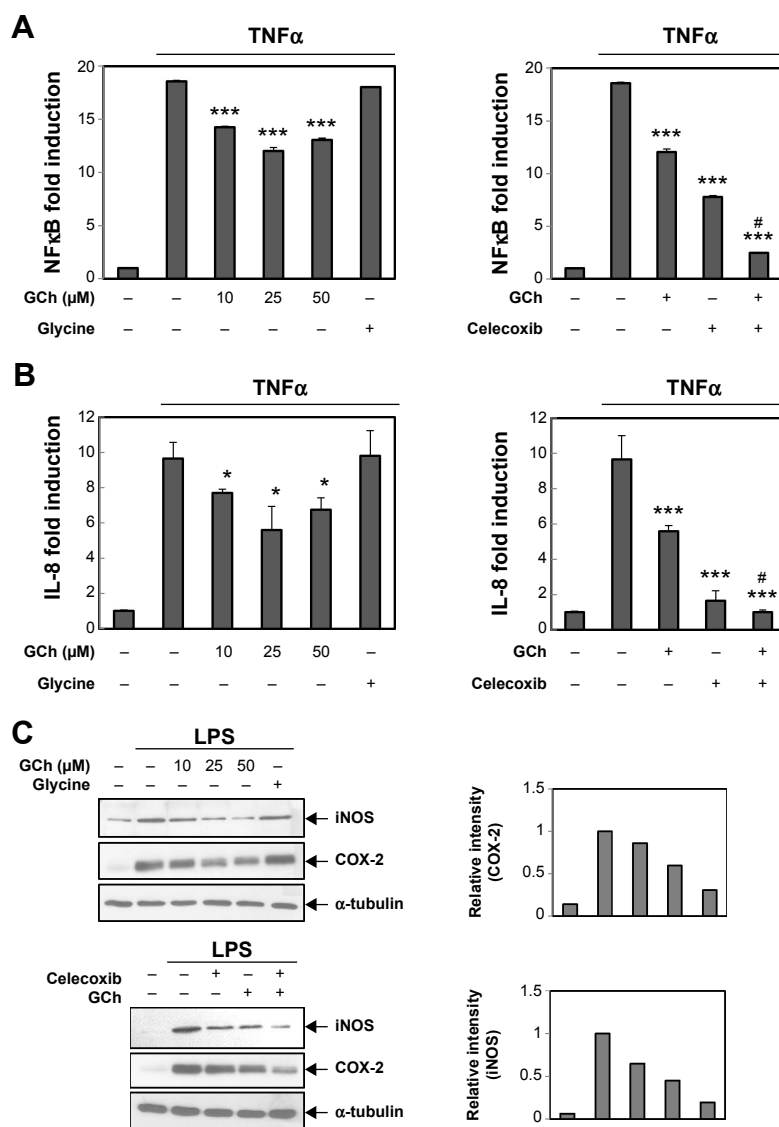 A
TNFα
NFκB fold induction
20
15
10
5
0
***
***
***
GCh (μM) – – 10 25 50 –
Glycine – – – – – +
TNFα
NFκB fold induction
20
15
10
5
0
***
***
#
***
GCh – – + – +
Celecoxib – – – + +
B
TNFα
IL-8 fold induction
12
10
8
6
4
2
0
*
*
*
GCh (μM) – – 10 25 50 –
Glycine – – – – – +
TNFα
IL-8 fold induction
12
10
8
6
4
2
0
***
***
#
***
GCh – – + – +
Celecoxib – – – + +
C
LPS
GCh (μM) – – 10 25 50 –
Glycine – – – – – +
iNOS
COX-2
α-tubulin
Relative intensity
(COX-2)
1.5
1
0.5
0
LPS
Celecoxib – – + – +
GCh – – – + +
iNOS
COX-2
α-tubulin
Relative intensity
(iNOS)
1.5
1
0.5
0